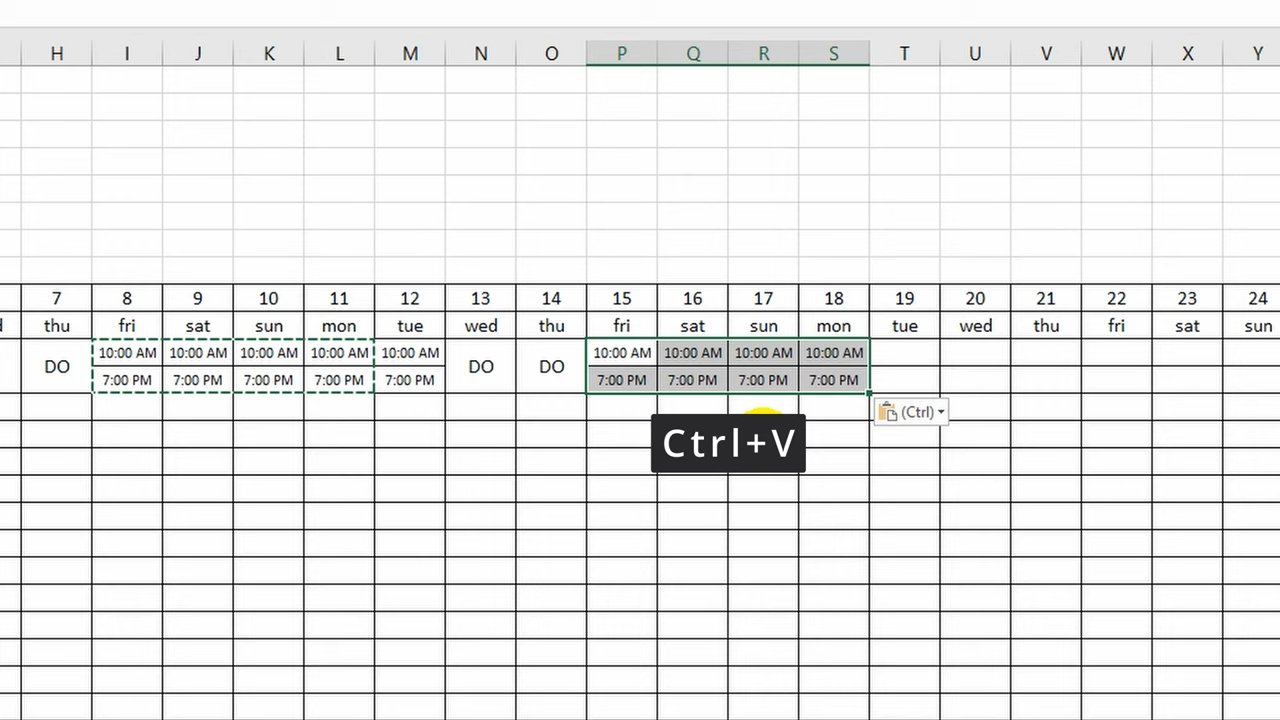 H I J K L M N O P Q R S T U V W X Y
7 8 9 10 11 12 13 14 15 16 17 18 19 20 21 22 23 24
d thu fri sat sun mon tue wed thu fri sat sun mon tue wed thu fri sat sun
10:00 AM 10:00 AM 10:00 AM 10:00 AM 10:00 AM 10:00 AM 10:00 AM 10:00 AM 10:00 AM
DO DO DO
7:00 PM 7:00 PM 7:00 PM 7:00 PM 7:00 PM 7:00 PM 7:00 PM 7:00 PM 7:00 PM
(Ctrl)
Ctrl+V